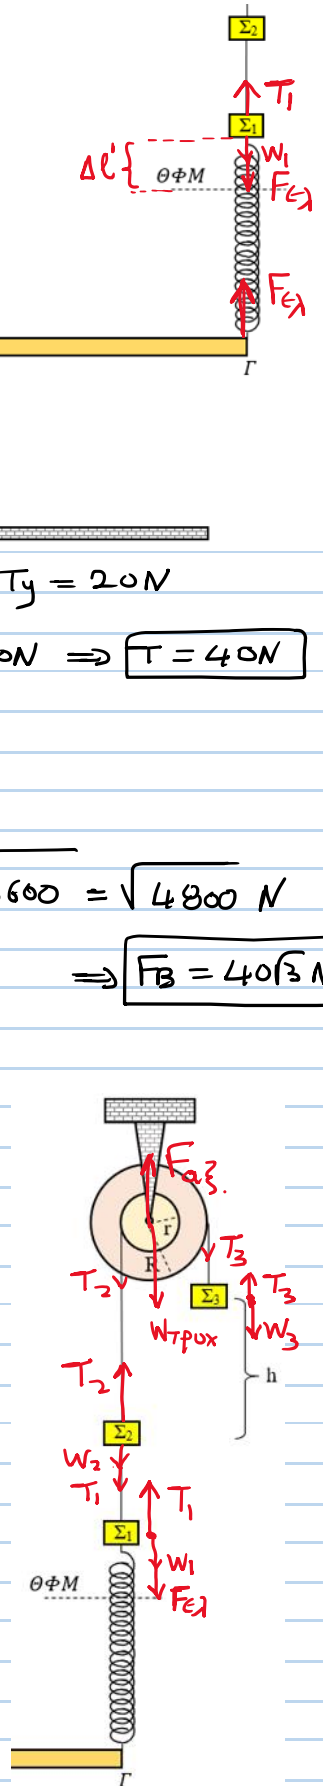 Σ₂
T₁
Σ₁
W₁
Δℓ' { ΘΦΜ
Fελ
Fελ
Γ
Ty = 20N
0N ⇒ T = 40N
600 = √4800 N
⇒ FB = 40√3 N
Fαξ.
r
R
T₃
T₂
Σ₃
T₃
Wτροχ
W₃
h
T₂
Σ₂
W₂
T₁
T₁
Σ₁
W₁
ΘΦΜ
Fελ
Γ